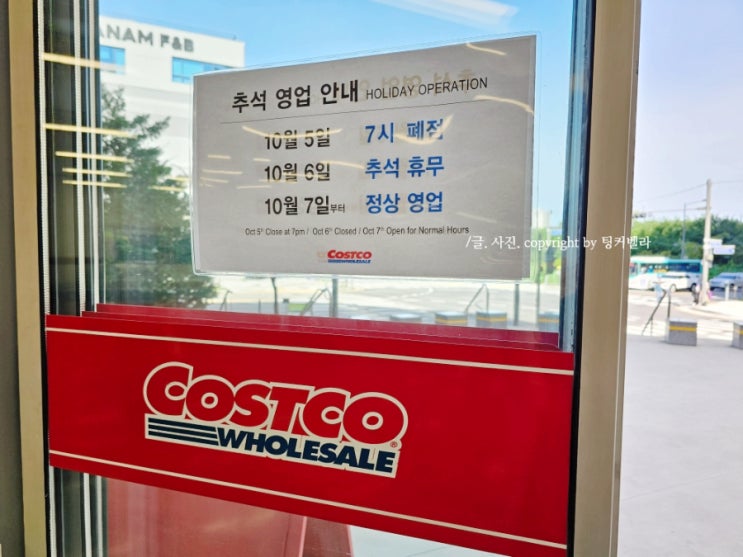 ANAM F&B
추석 영업 안내 HOLIDAY OPERATION
10월 5일 7시 폐점
10월 6일 추석 휴무
10월 7일부터 정상 영업
Oct 5th Close at 7pm / Oct 6th Closed / Oct 7th Open for Normal Hours
COSTCO
WHOLESALE
/글, 사진. copyright by 팅커벨라
COSTCO®
WHOLESALE